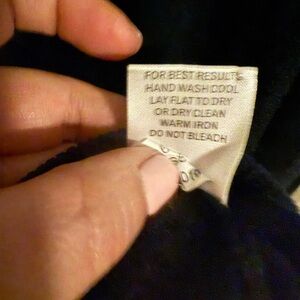 FOR BEST RESULTS
HAND WASH COOL
LAY FLAT TO DRY
OR DRY CLEAN
WARM IRON
DO NOT BLEACH